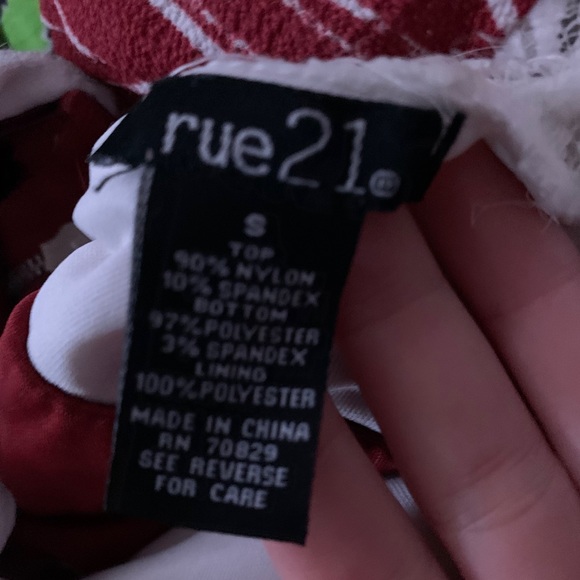 rue21®
S
TOP
90% NYLON
10% SPANDEX
BOTTOM
97% POLYESTER
3% SPANDEX
LINING
100% POLYESTER
MADE IN CHINA
RN 70829
SEE REVERSE
FOR CARE